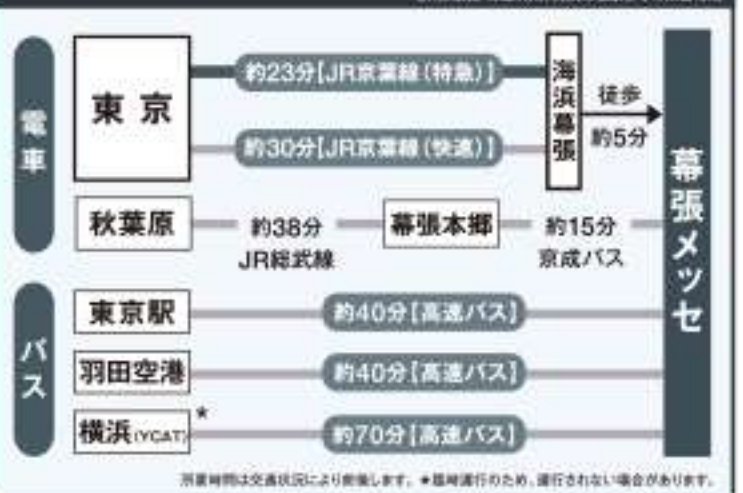 電車
東京
約23分[JR京葉線(特急)]
約30分[JR京葉線(快速)]
海浜幕張
徒歩
約5分
秋葉原
約38分
JR総武線
幕張本郷
約15分
京成バス
バス
東京駅
約40分[高速バス]
羽田空港
約40分[高速バス]
横浜(YCAT)*
約70分[高速バス]
幕張メッセ
所要時間は交通状況により前後します。★臨時運行のため、運行されない場合があります。